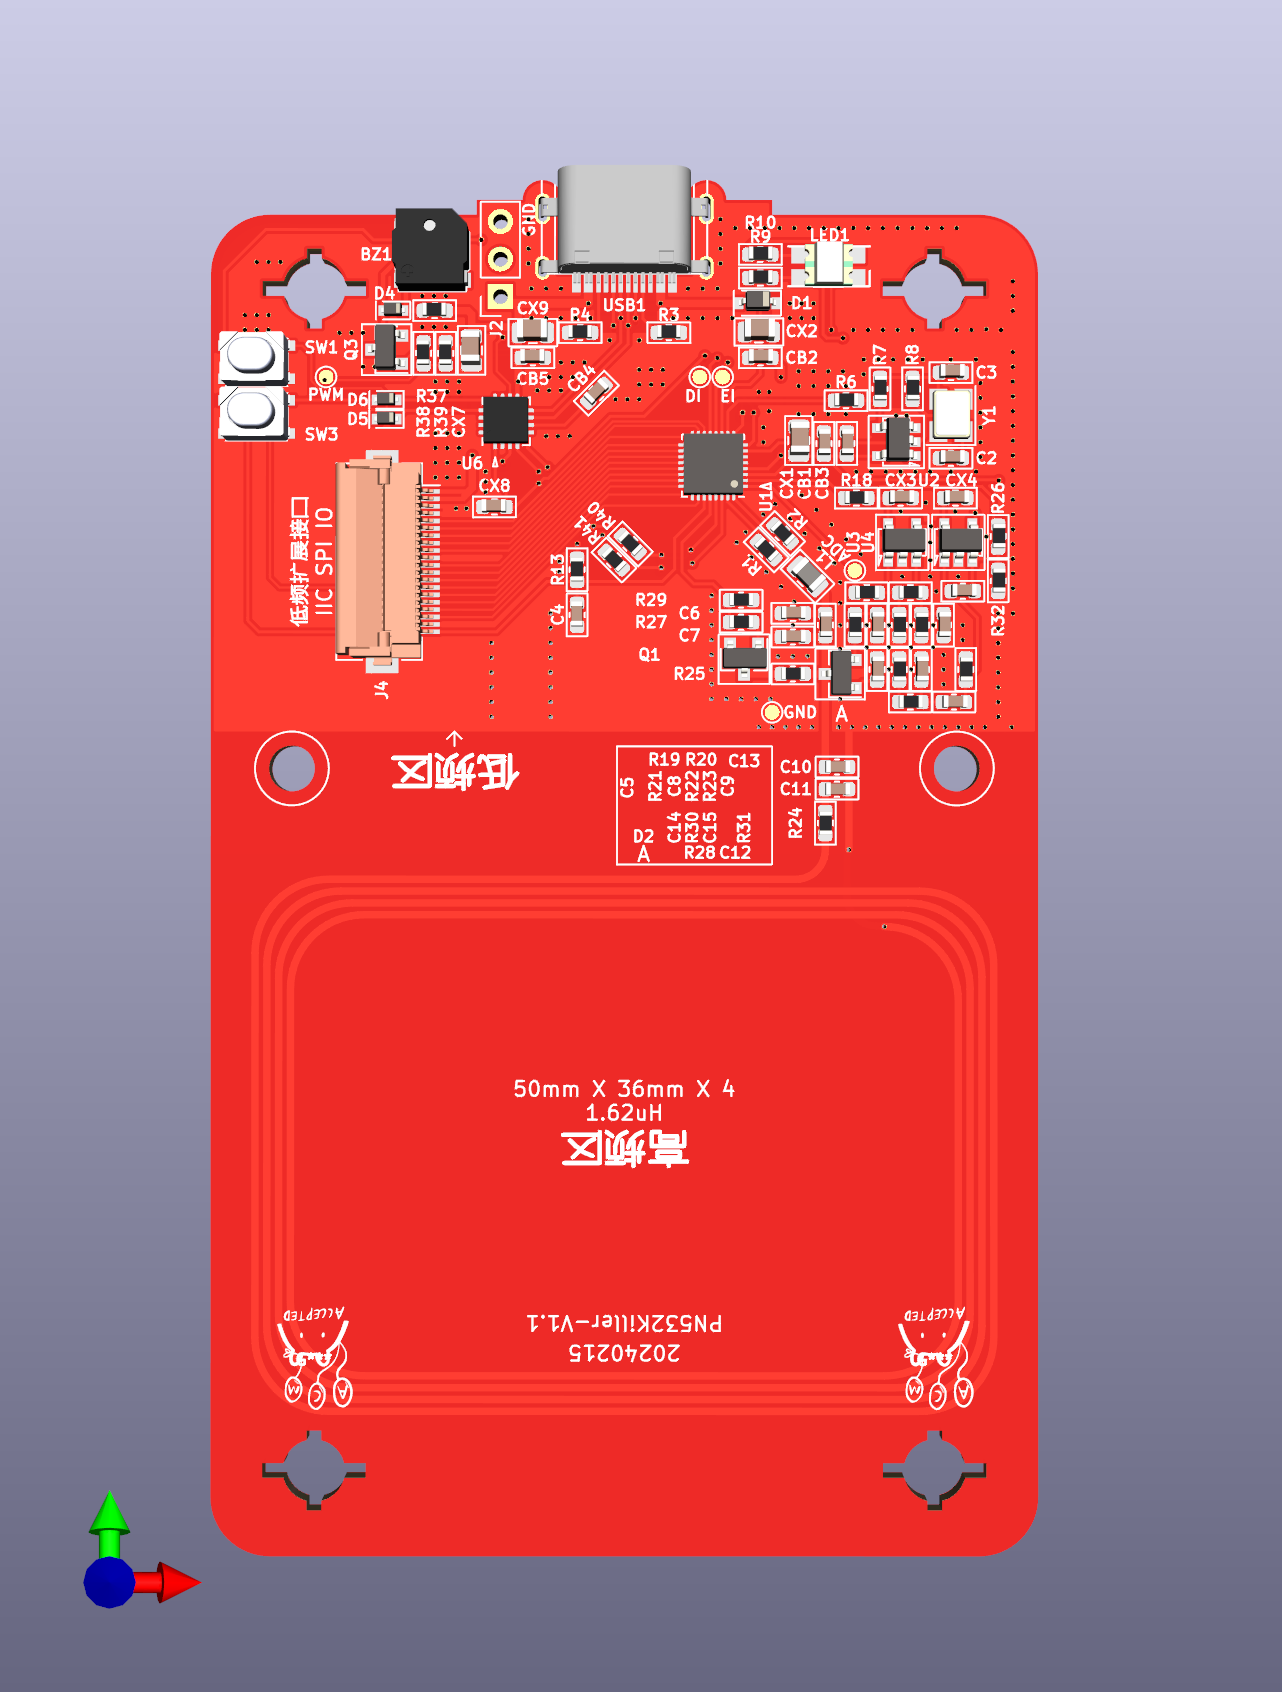 GND
R10
R9
LED1
BZ1
D4
J2
USB1
D1
CX9
R4
R3
CX2
SW1
Q3
CB5
CB4
CB2
R7
R8
C3
PWM
R37
DI
EI
R6
D6
D5
R38
R39
CX7
Y1
SW3
U6
C2
CX1
CB1
CB3
CX8
U1
R18
CX3
U2
CX4
R26
低频扩展接口
IIC SPI IO
R41
R40
R2
R1
L1
ADC
U3
U4
R13
C4
R29
C6
R27
C7
Q1
R25
R32
J4
GND
A
低频区
R19
R20
C13
C5
R21
C8
R22
R23
C9
C14
R30
C15
R31
D2
A
R28
C12
C10
C11
R24
50mm X 36mm X 4
1.62uH
高频区
PN532Killer-V1.1
20240215
ACCEPTED
M
C
A
ACCEPTED
M
C
A